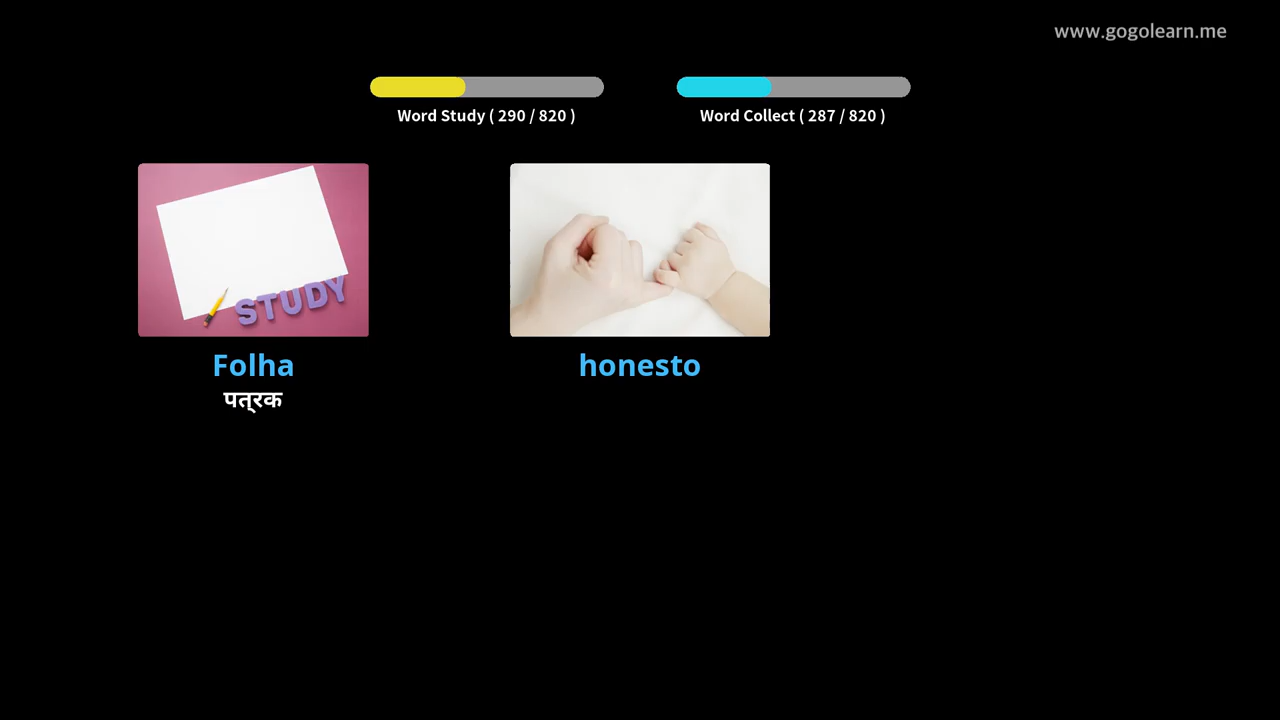 www.gogolearn.me
Word Study ( 290 / 820 )
Word Collect ( 287 / 820 )
STUDY
Folha
पत्रक
honesto